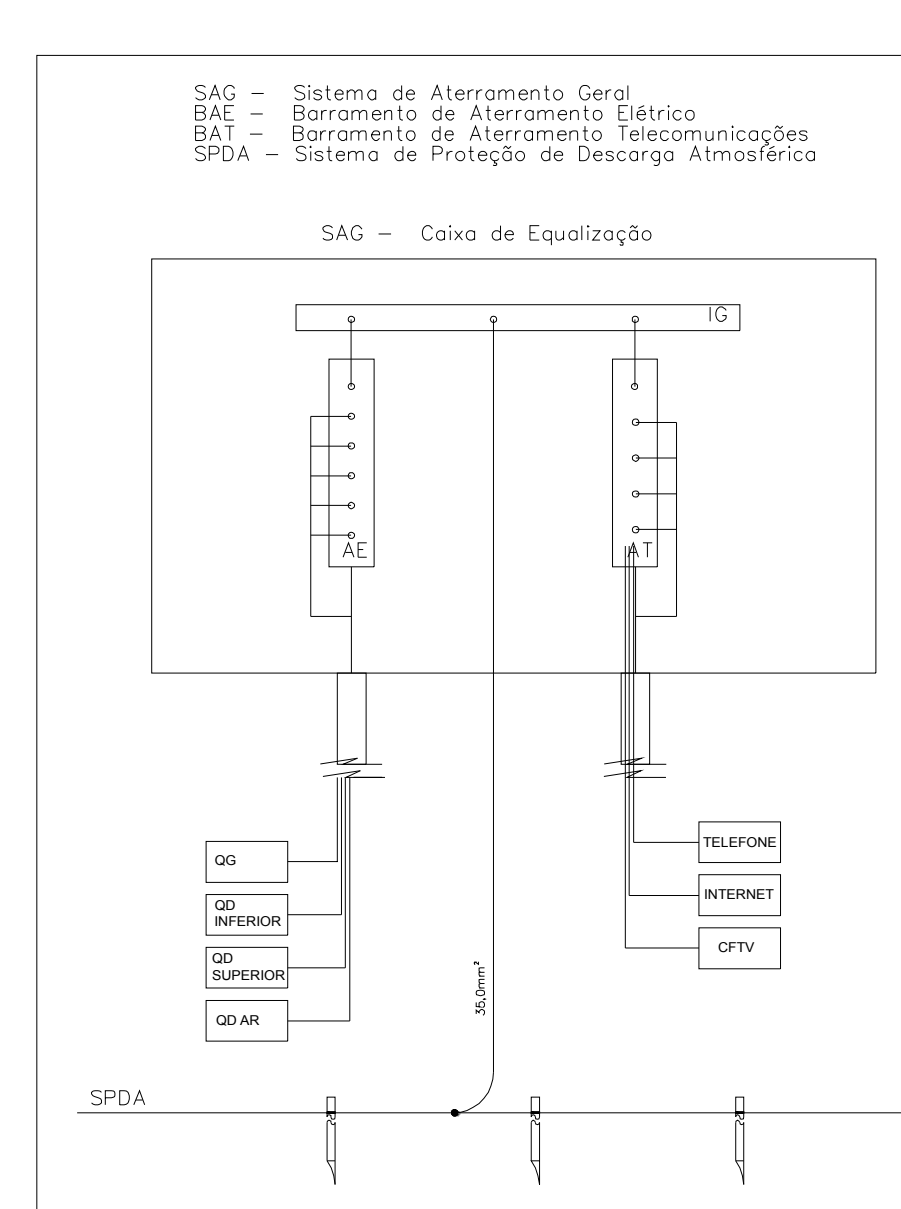 SAG – Sistema de Aterramento Geral
BAE – Barramento de Aterramento Elétrico
BAT – Barramento de Aterramento Telecomunicações
SPDA – Sistema de Proteção de Descarga Atmosférica
SAG – Caixa de Equalização
IG
AE
AT
QG
QD
INFERIOR
QD
SUPERIOR
QD AR
TELEFONE
INTERNET
CFTV
35,0mm²
SPDA